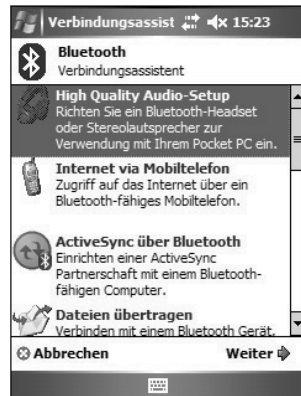 Verbindungsassist 15:23
Bluetooth
Verbindungsassistent
High Quality Audio-Setup
Richten Sie ein Bluetooth-Headset
oder Stereolautsprecher zur
Verwendung mit Ihrem Pocket PC ein.
Internet via Mobiltelefon
Zugriff auf das Internet über ein
Bluetooth-fähiges Mobiltelefon.
ActiveSync über Bluetooth
Einrichten einer ActiveSync
Partnerschaft mit einem Bluetooth-
fähigen Computer.
Dateien übertragen
Verbinden mit einem Bluetooth Gerät.
Abbrechen Weiter